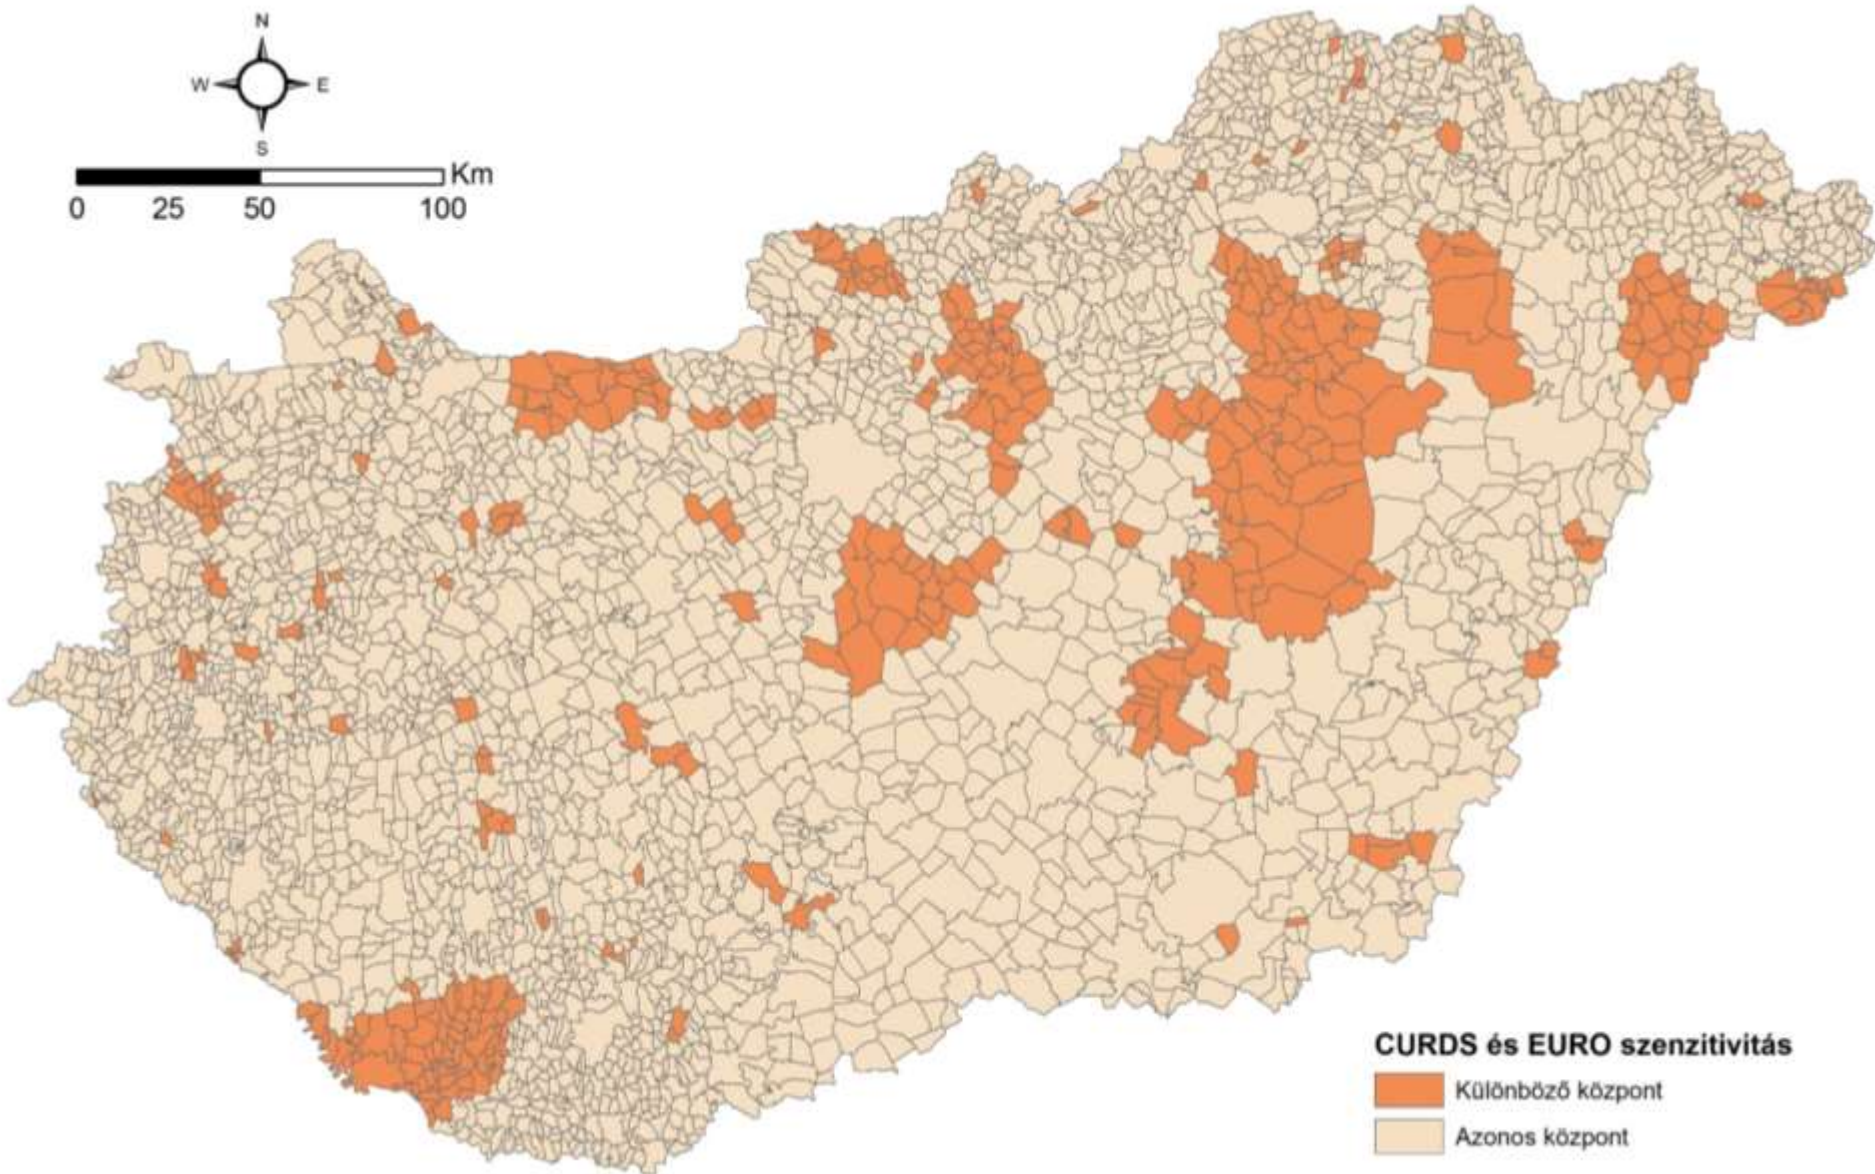 N
W E
S
Km
0 25 50 100
CURDS és EURO szenzitivitás
Különböző központ
Azonos központ